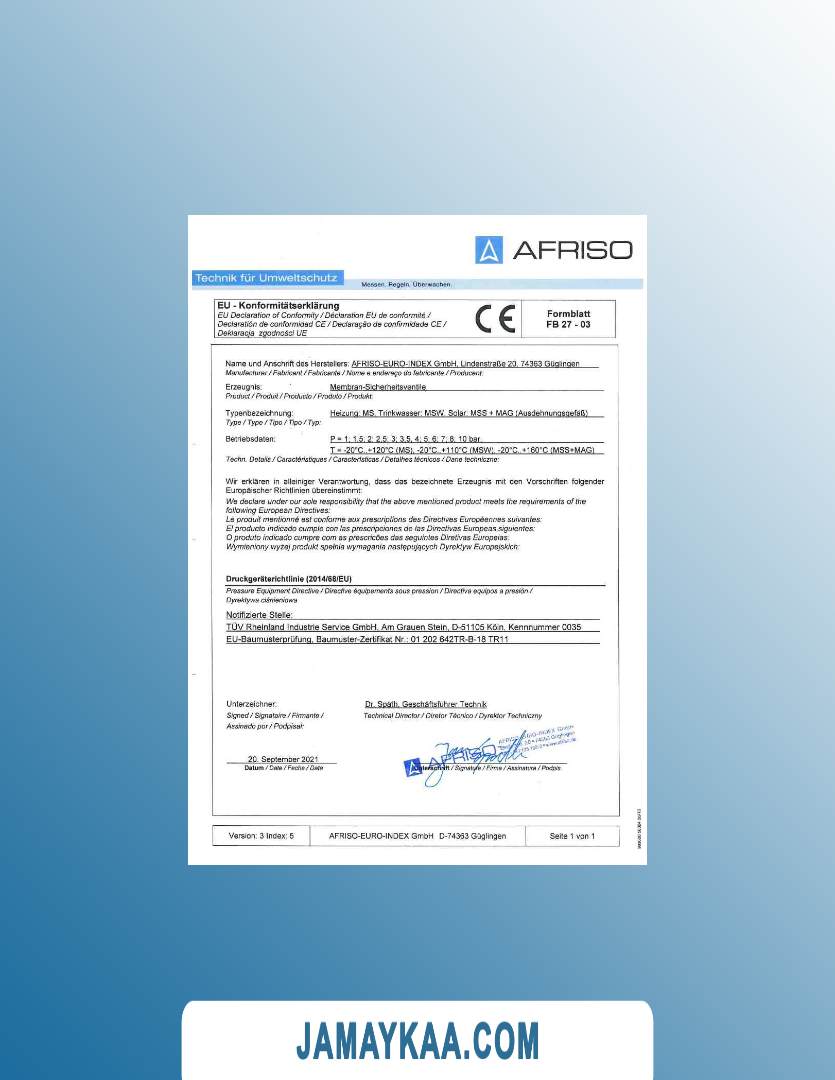 AFRISO
Technik für Umweltschutz
Messen. Regeln. Überwachen.
EU - Konformitätserklärung
EU Declaration of Conformity / Déclaration EU de conformité /
Declaratión de conformidad CE / Declaração de confirmidade CE /
Deklaracja zgodności UE
CE
Formblatt
FB 27 - 03
Name und Anschrift des Herstellers: AFRISO-EURO-INDEX GmbH, Lindenstraße 20, 74363 Güglingen
Manufacturer / Fabricant / Fabricante / Nome e endereço do fabricante / Producent:
Erzeugnis: Membran-Sicherheitsventile
Product / Produit / Producto / Produto / Produkt:
Typenbezeichnung: Heizung: MS, Trinkwasser: MSW, Solar: MSS + MAG (Ausdehnungsgefäß)
Type / Type / Tipo / Tipo / Typ:
Betriebsdaten: P = 1; 1,5; 2; 2,5; 3; 3,5, 4; 5; 6; 7; 8; 10 bar,
T = -20°C..+120°C (MS), -20°C..+110°C (MSW), -20°C..+160°C (MSS+MAG)
Techn. Details / Caractéristiques / Características / Detalhes técnicos / Dane techniczne:
Wir erklären in alleiniger Verantwortung, dass das bezeichnete Erzeugnis mit den Vorschriften folgender
Europäischer Richtlinien übereinstimmt:
We declare under our sole responsibility that the above mentioned product meets the requirements of the
following European Directives:
Le produit mentionné est conforme aux prescriptions des Directives Européennes suivantes:
El producto indicado cumple con las prescripciones de las Directivas Europeas siguientes:
O produto indicado cumpre com as prescricões das seguintes Diretivas Europeias:
Wymieniony wyżej produkt spełnia wymagania następujących Dyrektyw Europejskich:
Druckgeräterichtlinie (2014/68/EU)
Pressure Equipment Directive / Directive équipements sous pression / Directiva equipos a presión /
Dyrektywa ciśnieniowa
Notifizierte Stelle:
TÜV Rheinland Industrie Service GmbH, Am Grauen Stein, D-51105 Köln, Kennnummer 0035
EU-Baumusterprüfung, Baumuster-Zertifikat Nr.: 01 202 642TR-B-18 TR11
Unterzeichner: Dr. Späth, Geschäftsführer Technik
Signed / Signataire / Firmante / Technical Director / Diretor Técnico / Dyrektor Techniczny
Assinado por / Podpisał:
AFRISO
20. September 2021
Datum / Date / Fecha / Data
Unterschrift / Signature / Firma / Assinatura / Podpis
Version: 3 Index: 5
AFRISO-EURO-INDEX GmbH D-74363 Güglingen
Seite 1 von 1
JAMAYKAA.COM